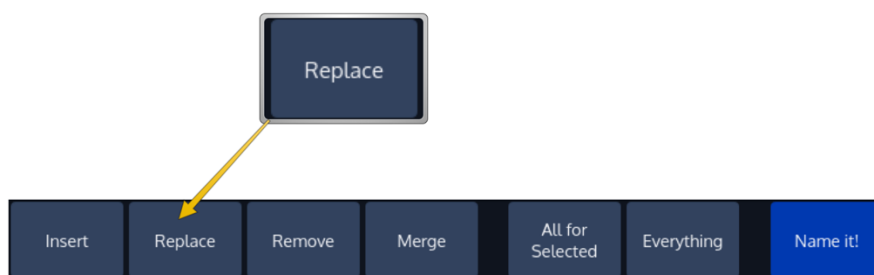 Replace
Insert
Replace
Remove
Merge
All for
Selected
Everything
Name it!